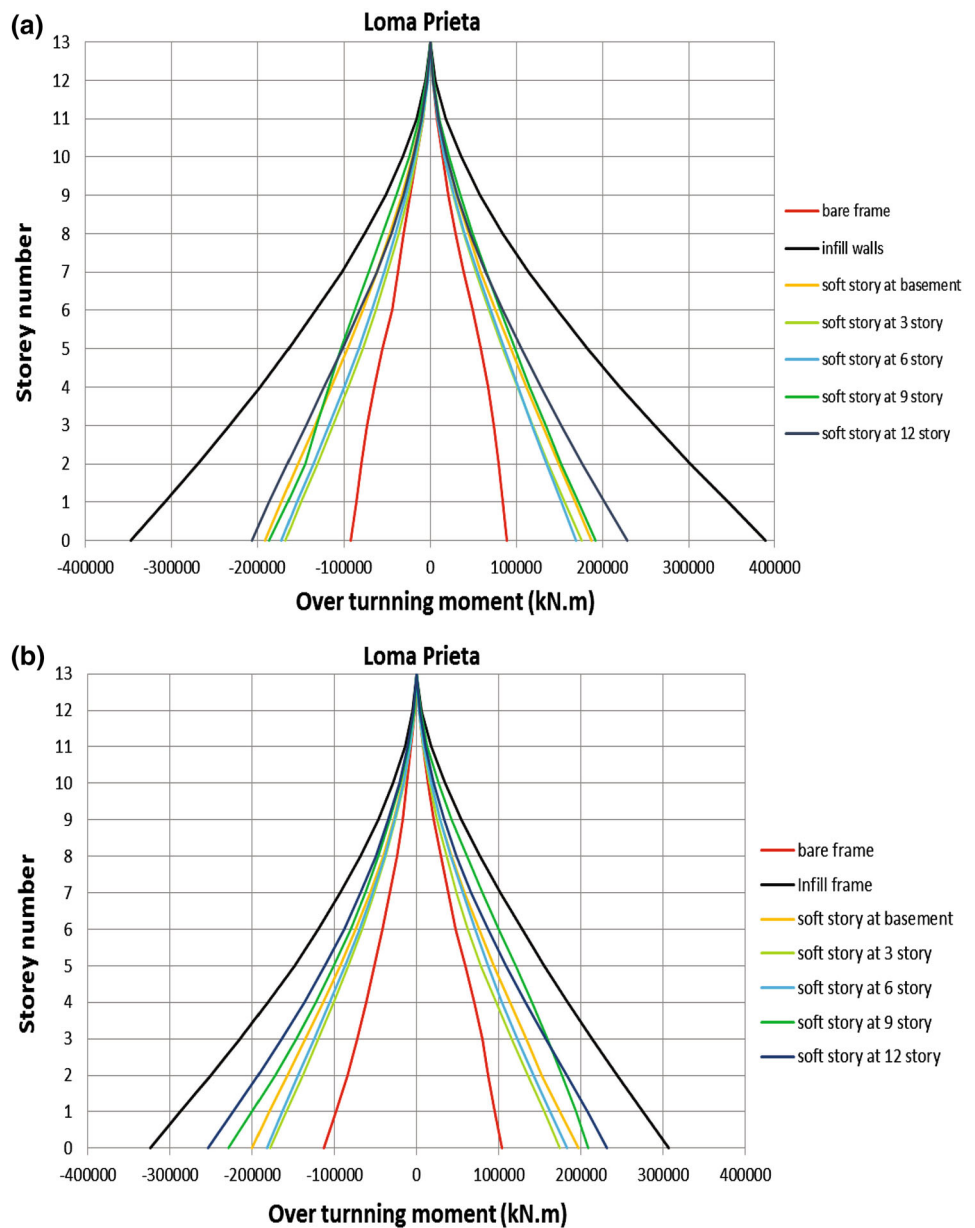 (a)
Loma Prieta
13
12
11
10
9
8
7
6
5
4
3
2
1
0
Storey number
-400000 -300000 -200000 -100000 0 100000 200000 300000 400000
Over turnning moment (kN.m)
bare frame
infill walls
soft story at basement
soft story at 3 story
soft story at 6 story
soft story at 9 story
soft story at 12 story
(b)
Loma Prieta
13
12
11
10
9
8
7
6
5
4
3
2
1
0
Storey number
-400000 -300000 -200000 -100000 0 100000 200000 300000 400000
Over turnning moment (kN.m)
bare frame
Infill frame
soft story at basement
soft story at 3 story
soft story at 6 story
soft story at 9 story
soft story at 12 story